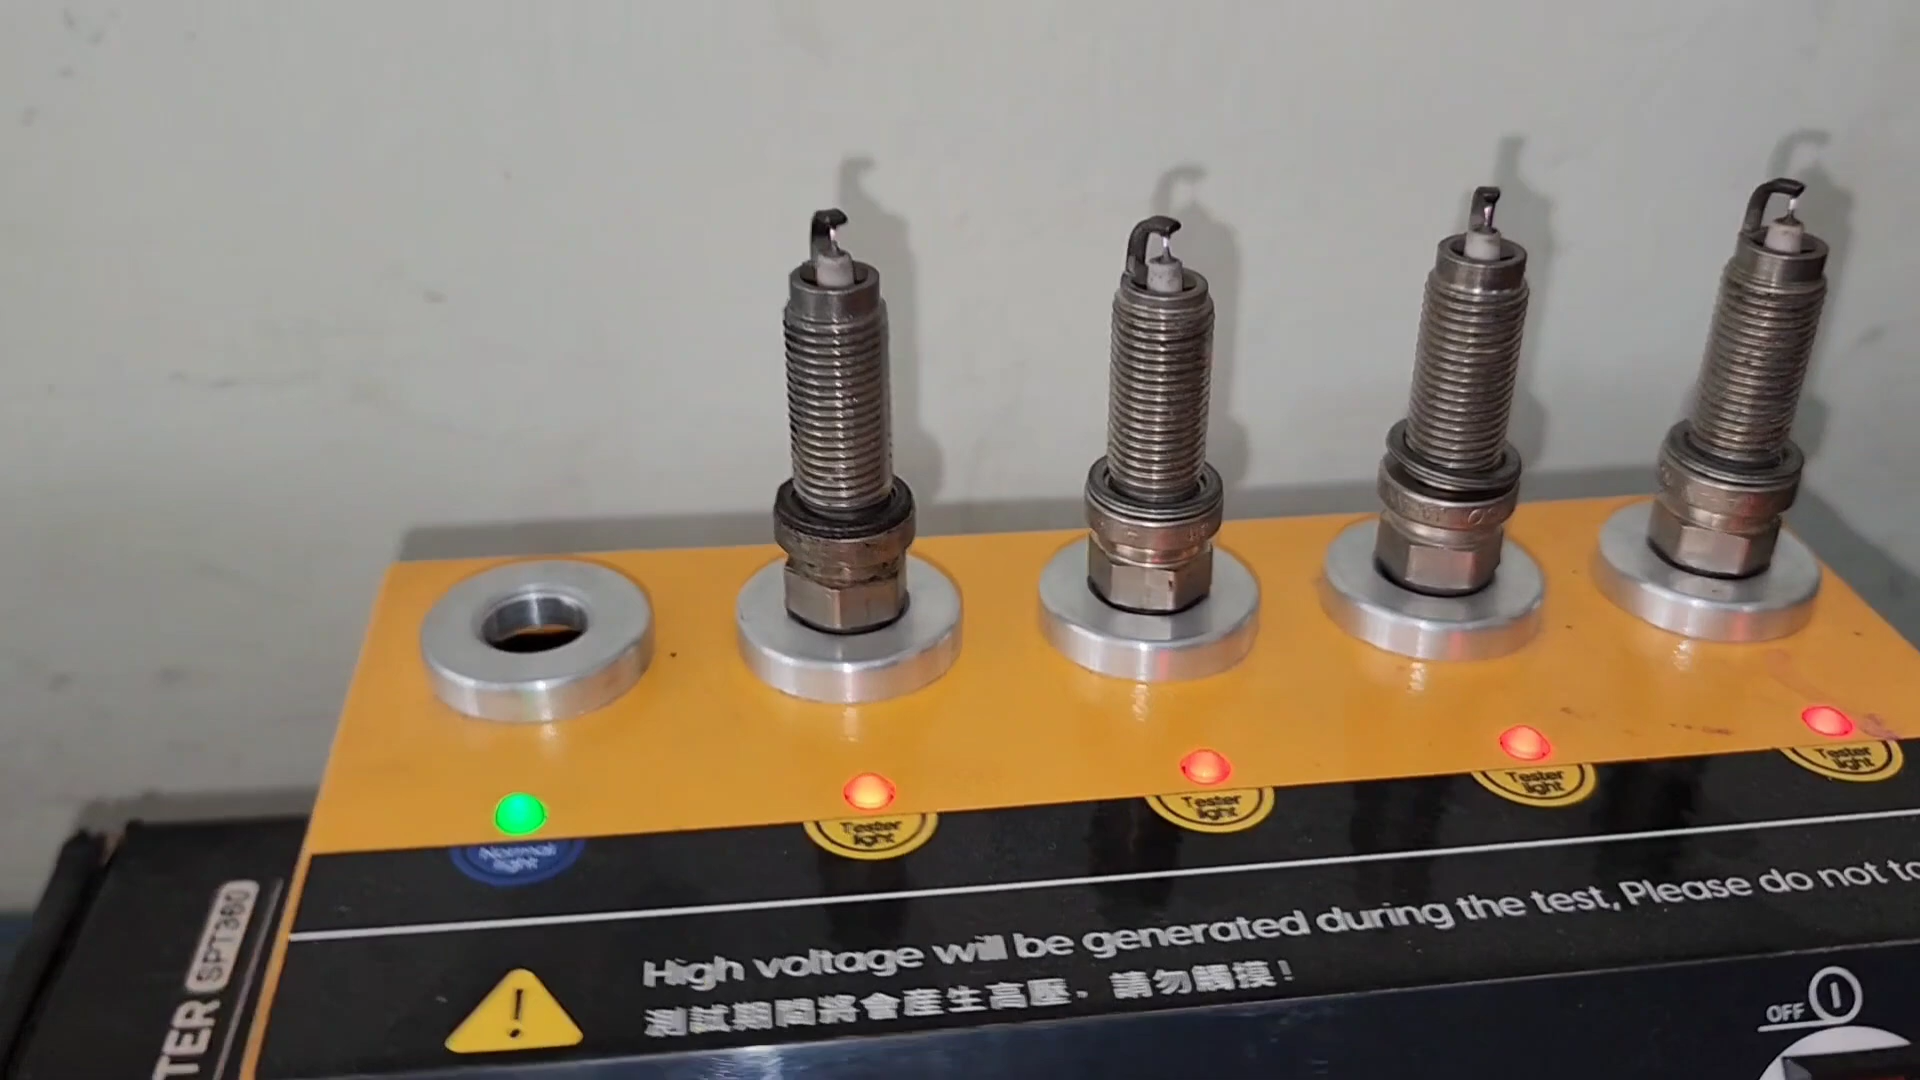 Normal
light
Tester
light
Tester
light
Tester
light
Tester
light
High voltage will be generated during the test, Please do not to
測試期間將會產生高壓，請勿觸摸！
OFF
TER SPT360